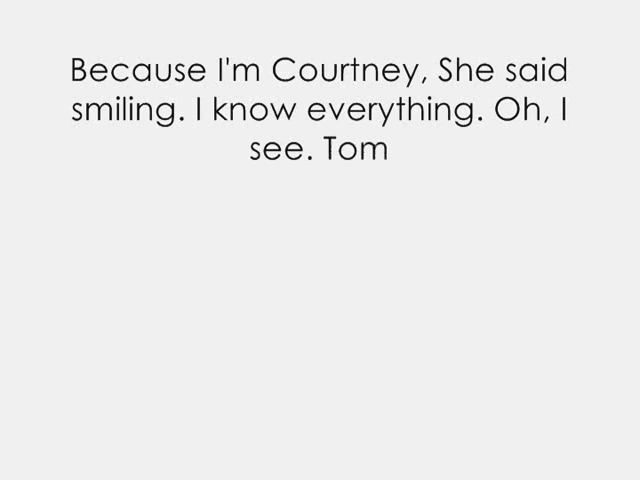 Because I'm Courtney, She said
smiling. I know everything. Oh, I
see. Tom